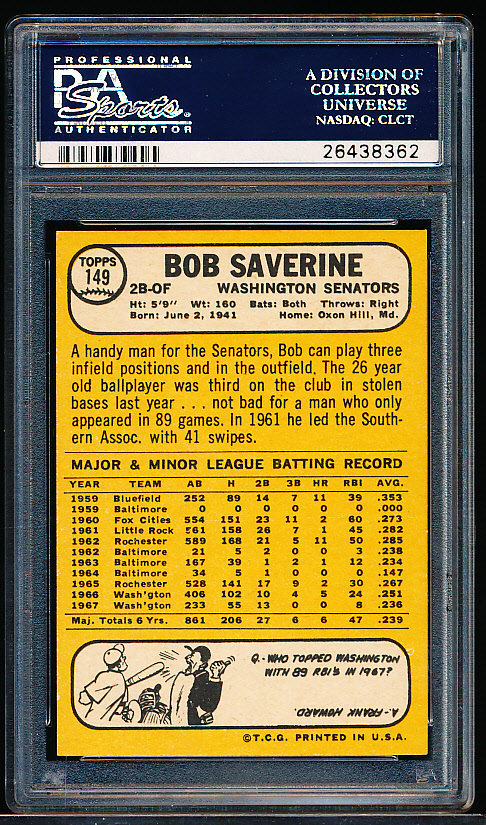 PROFESSIONAL
PSA
Sports®
AUTHENTICATOR
A DIVISION OF
COLLECTORS
UNIVERSE
NASDAQ: CLCT
26438362
TOPPS
149
BOB SAVERINE
2B-OF WASHINGTON SENATORS
Ht: 5'9" Wt: 160 Bats: Both Throws: Right
Born: June 2, 1941 Home: Oxon Hill, Md.
A handy man for the Senators, Bob can play three
infield positions and in the outfield. The 26 year
old ballplayer was third on the club in stolen
bases last year . . . not bad for a man who only
appeared in 89 games. In 1961 he led the South-
ern Assoc. with 41 swipes.
MAJOR & MINOR LEAGUE BATTING RECORD
YEAR TEAM AB H 2B 3B HR RBI AVG.
1959 Bluefield 252 89 14 7 11 39 .353
1959 Baltimore 0 0 0 0 0 0 .000
1960 Fox Cities 554 151 23 11 2 60 .273
1961 Little Rock 561 158 26 7 1 45 .282
1962 Rochester 589 168 21 5 11 50 .285
1962 Baltimore 21 5 2 0 0 3 .238
1963 Baltimore 167 39 1 2 1 12 .234
1964 Baltimore 34 5 1 0 0 0 .147
1965 Rochester 528 141 17 9 2 30 .267
1966 Wash'gton 406 102 10 4 5 24 .251
1967 Wash'gton 233 55 13 0 0 8 .236
Maj. Totals 6 Yrs. 861 206 27 6 6 47 .239
Q.- WHO TOPPED WASHINGTON
WITH 89 RBI'S IN 1967?
A.- FRANK HOWARD.
©T.C.G. PRINTED IN U.S.A.